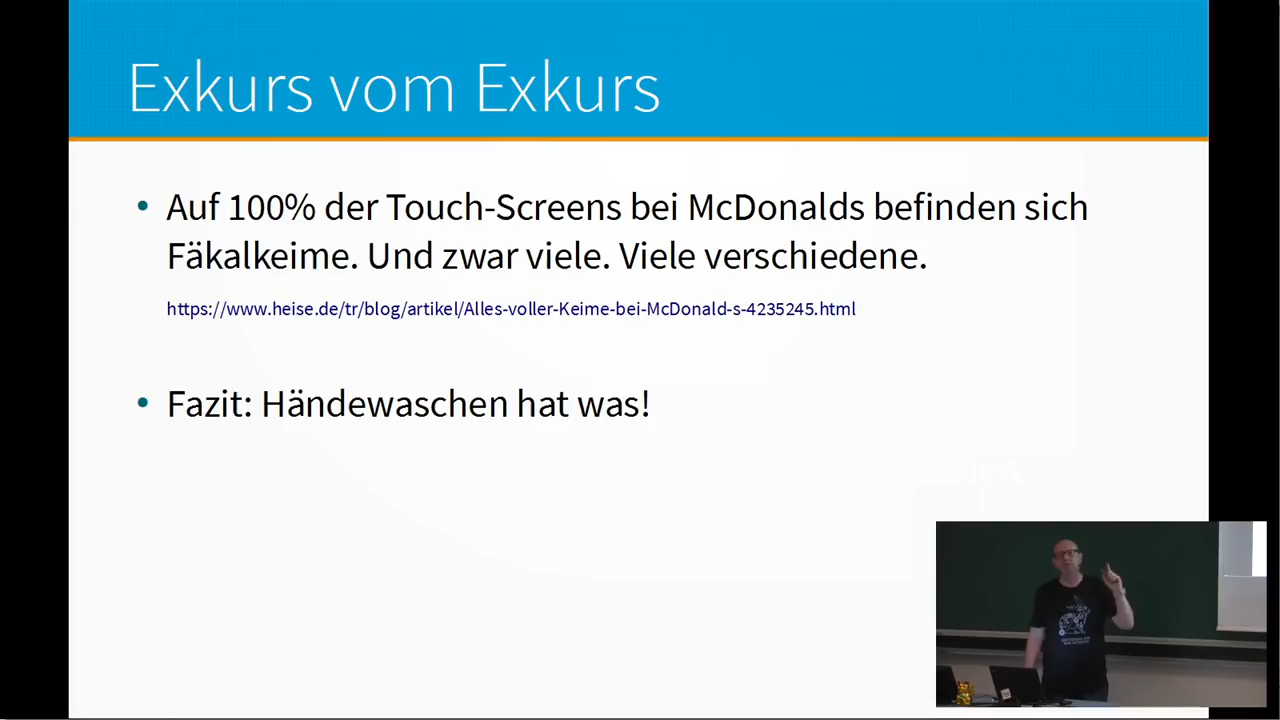 Exkurs vom Exkurs
• Auf 100% der Touch-Screens bei McDonalds befinden sich
Fäkalkeime. Und zwar viele. Viele verschiedene.
https://www.heise.de/tr/blog/artikel/Alles-voller-Keime-bei-McDonald-s-4235245.html
• Fazit: Händewaschen hat was!